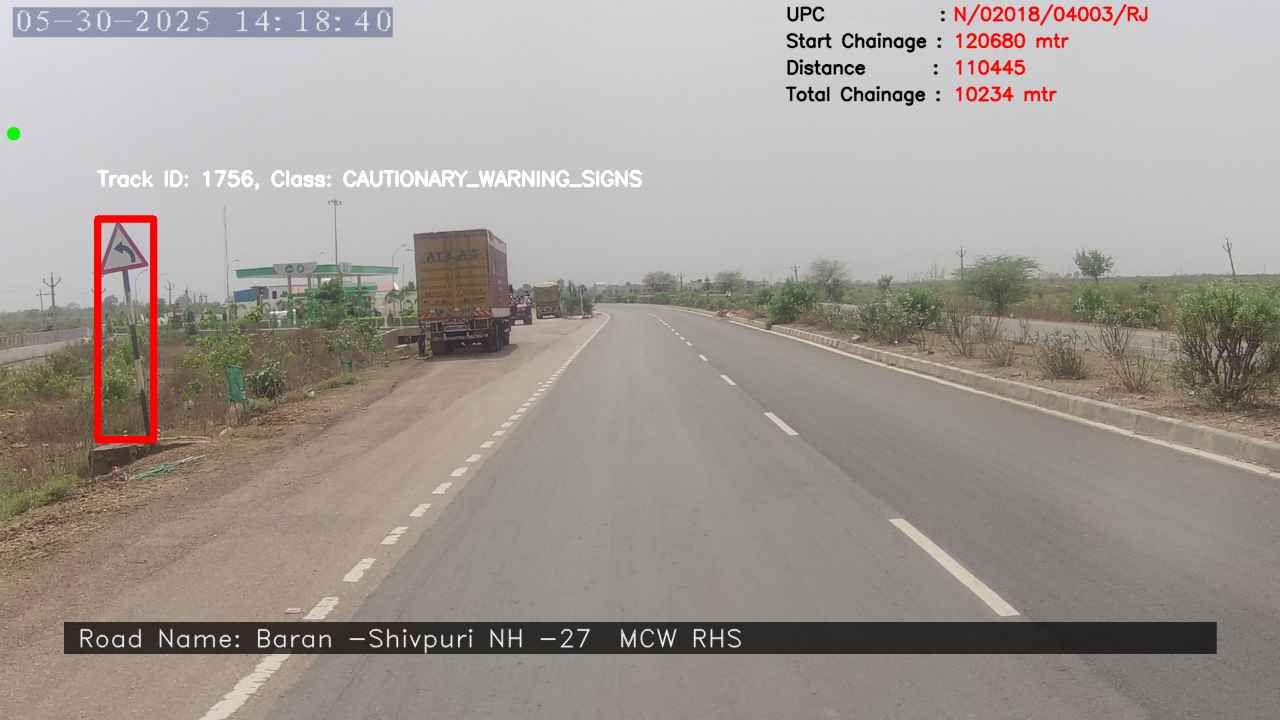 05-30-2025 14:18:40
UPC : N/02018/04003/RJ
Start Chainage : 120680 mtr
Distance : 110445
Total Chainage : 10234 mtr
Track ID: 1756, Class: CAUTIONARY_WARNING_SIGNS
Road Name: Baran -Shivpuri NH -27 MCW RHS